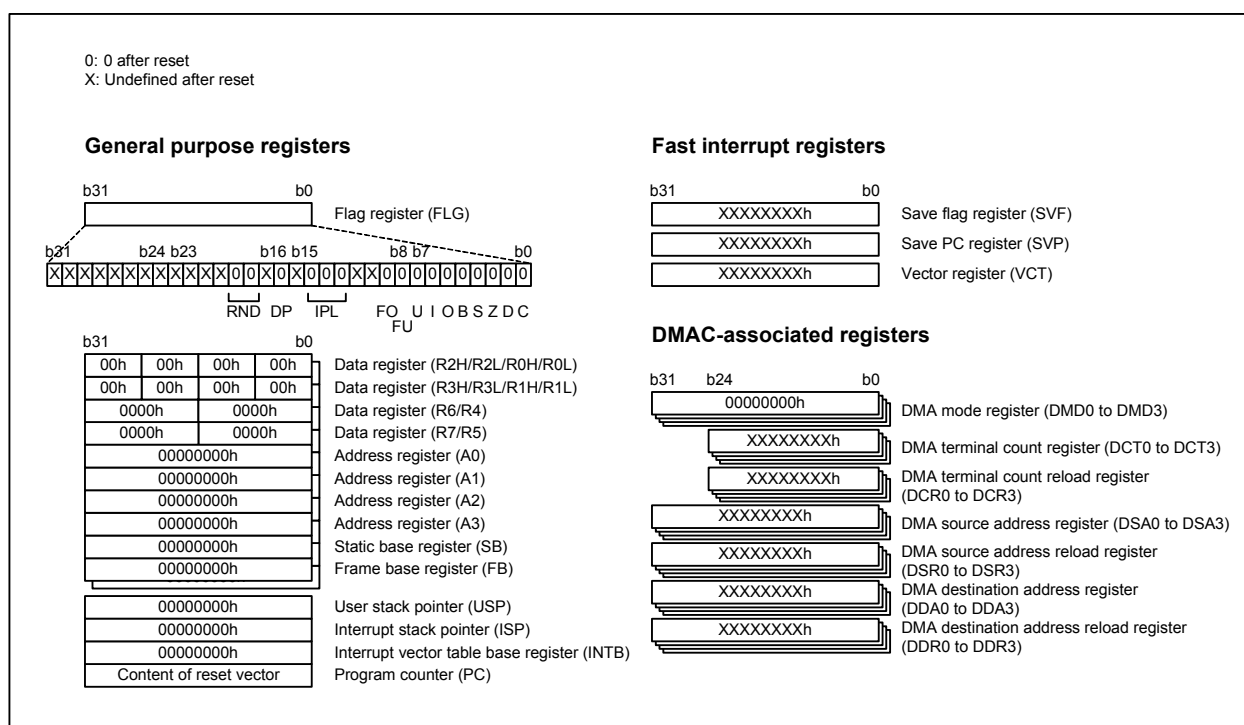 0: 0 after reset
X: Undefined after reset
General purpose registers
b31 b0
Flag register (FLG)
b31 b24 b23 b16 b15 b8 b7 b0
X X X X X X X X X X X X 0 0 X 0 X 0 0 0 X X 0 0 0 0 0 0 0 0 0 0
RND DP IPL FO U I O B S Z D C
FU
b31 b0
00h 00h 00h 00h Data register (R2H/R2L/R0H/R0L)
00h 00h 00h 00h Data register (R3H/R3L/R1H/R1L)
0000h 0000h Data register (R6/R4)
0000h 0000h Data register (R7/R5)
00000000h Address register (A0)
00000000h Address register (A1)
00000000h Address register (A2)
00000000h Address register (A3)
00000000h Static base register (SB)
00000000h Frame base register (FB)
00000000h User stack pointer (USP)
00000000h Interrupt stack pointer (ISP)
00000000h Interrupt vector table base register (INTB)
Content of reset vector Program counter (PC)
Fast interrupt registers
b31 b0
XXXXXXXXh Save flag register (SVF)
XXXXXXXXh Save PC register (SVP)
XXXXXXXXh Vector register (VCT)
DMAC-associated registers
b31 b24 b0
00000000h DMA mode register (DMD0 to DMD3)
XXXXXXXXh DMA terminal count register (DCT0 to DCT3)
XXXXXXXXh DMA terminal count reload register
(DCR0 to DCR3)
XXXXXXXXh DMA source address register (DSA0 to DSA3)
XXXXXXXXh DMA source address reload register
(DSR0 to DSR3)
XXXXXXXXh DMA destination address register
(DDA0 to DDA3)
XXXXXXXXh DMA destination address reload register
(DDR0 to DDR3)